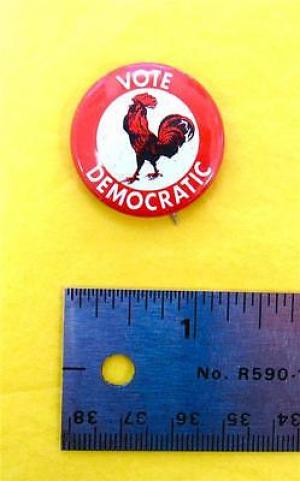 VOTE
DEMOCRATIC
1
No. R590-
38 37 36 35 34